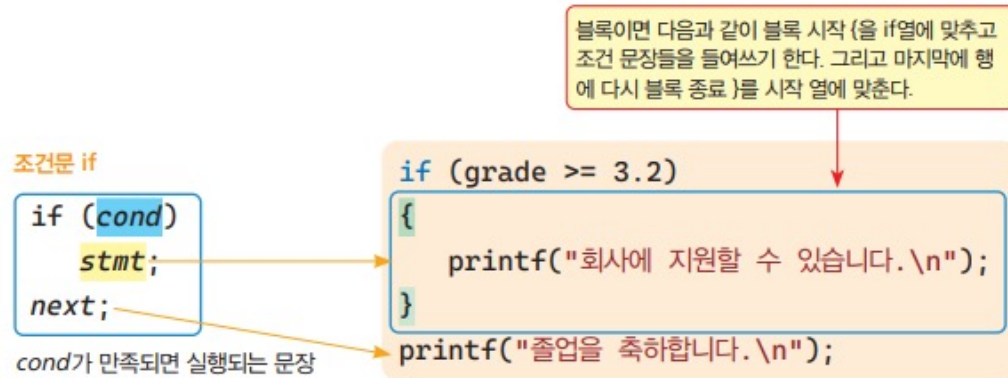 블록이면 다음과 같이 블록 시작 {을 if열에 맞추고
조건 문장들을 들여쓰기 한다. 그리고 마지막에 행
에 다시 블록 종료 }를 시작 열에 맞춘다.
조건문 if
if (cond)
stmt;
next;
cond가 만족되면 실행되는 문장
if (grade >= 3.2)
{
printf("회사에 지원할 수 있습니다.\n");
}
printf("졸업을 축하합니다.\n");